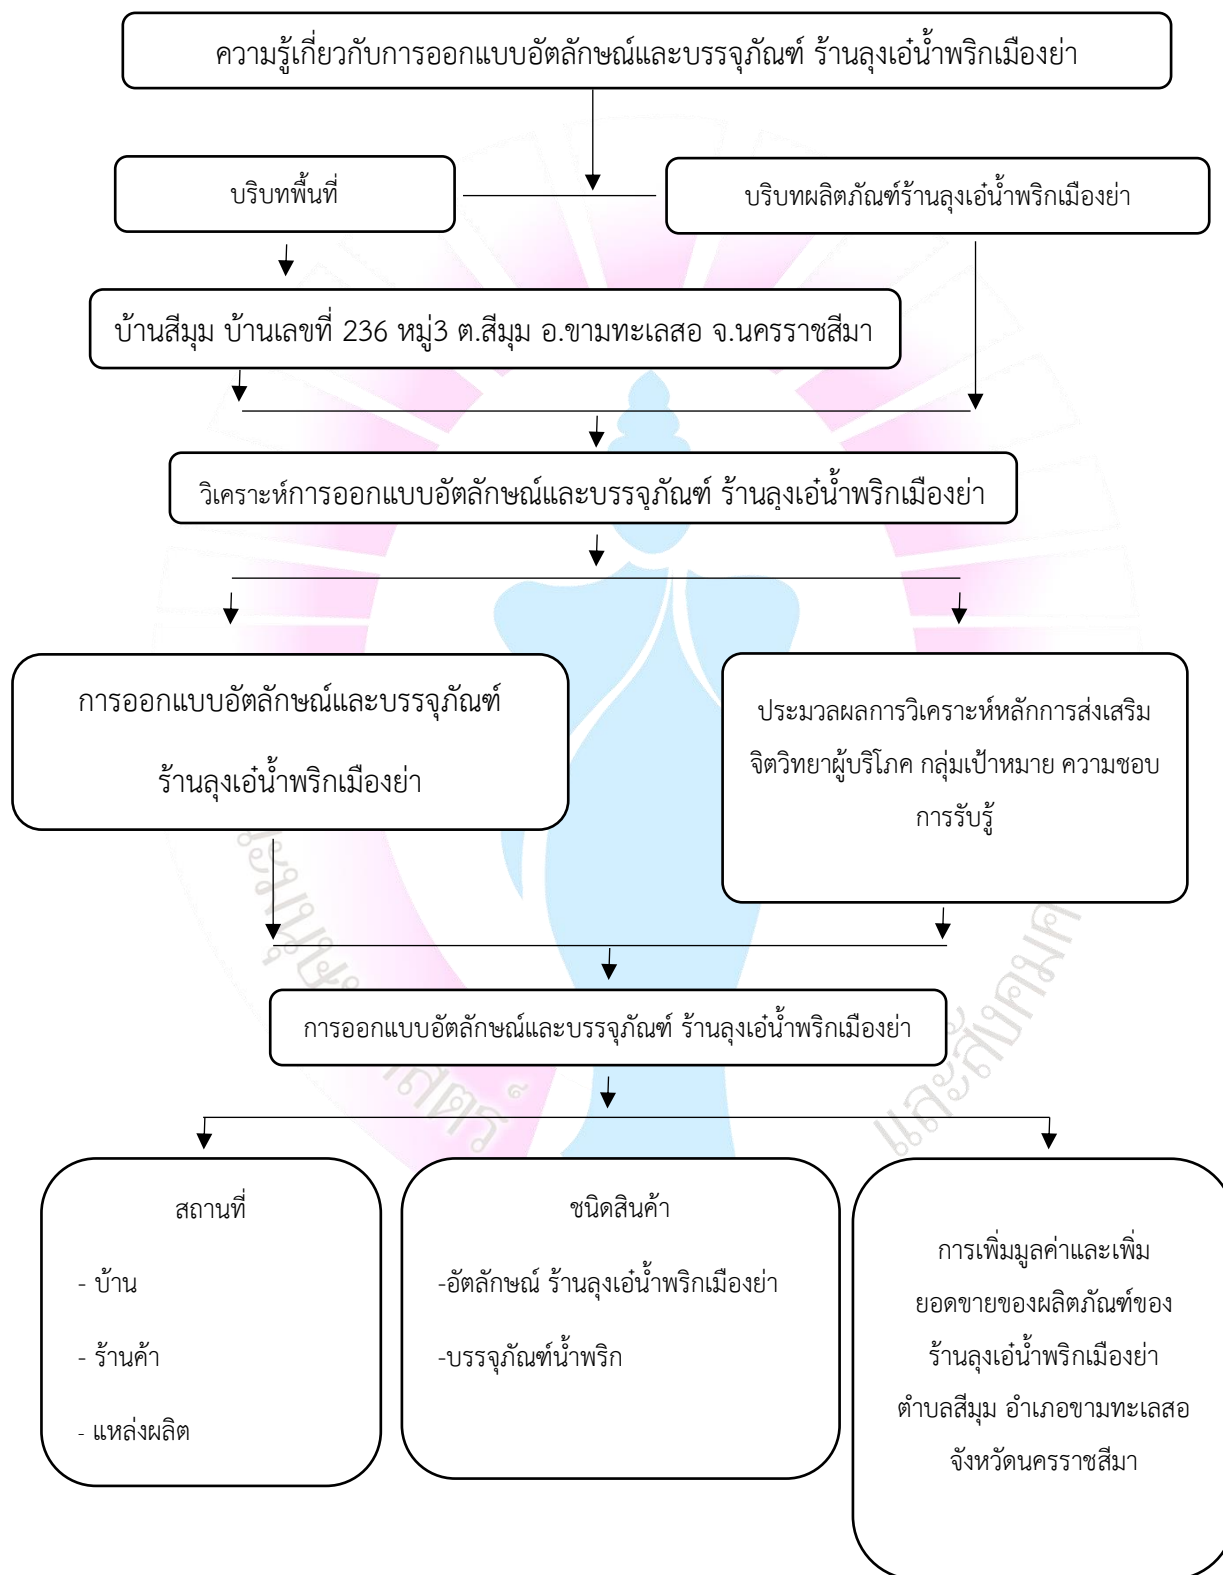 ความรู้เกี่ยวกับการออกแบบอัตลักษณ์และบรรจุภัณฑ์ ร้านลุงเอ๋น้ำพริกเมืองย่า
บริบทพื้นที่
บริบทผลิตภัณฑ์ร้านลุงเอ๋น้ำพริกเมืองย่า
บ้านสีมุม บ้านเลขที่ 236 หมู่3 ต.สีมุม อ.ขามทะเลสอ จ.นครราชสีมา
วิเคราะห์การออกแบบอัตลักษณ์และบรรจุภัณฑ์ ร้านลุงเอ๋น้ำพริกเมืองย่า
การออกแบบอัตลักษณ์และบรรจุภัณฑ์
ร้านลุงเอ๋น้ำพริกเมืองย่า
ประมวลผลการวิเคราะห์หลักการส่งเสริม
จิตวิทยาผู้บริโภค กลุ่มเป้าหมาย ความชอบ
การรับรู้
การออกแบบอัตลักษณ์และบรรจุภัณฑ์ ร้านลุงเอ๋น้ำพริกเมืองย่า
สถานที่
- บ้าน
- ร้านค้า
- แหล่งผลิต
ชนิดสินค้า
-อัตลักษณ์ ร้านลุงเอ๋น้ำพริกเมืองย่า
-บรรจุภัณฑ์น้ำพริก
การเพิ่มมูลค่าและเพิ่ม
ยอดขายของผลิตภัณฑ์ของ
ร้านลุงเอ๋น้ำพริกเมืองย่า
ตำบลสีมุม อำเภอขามทะเลสอ
จังหวัดนครราชสีมา
และสังคมศ